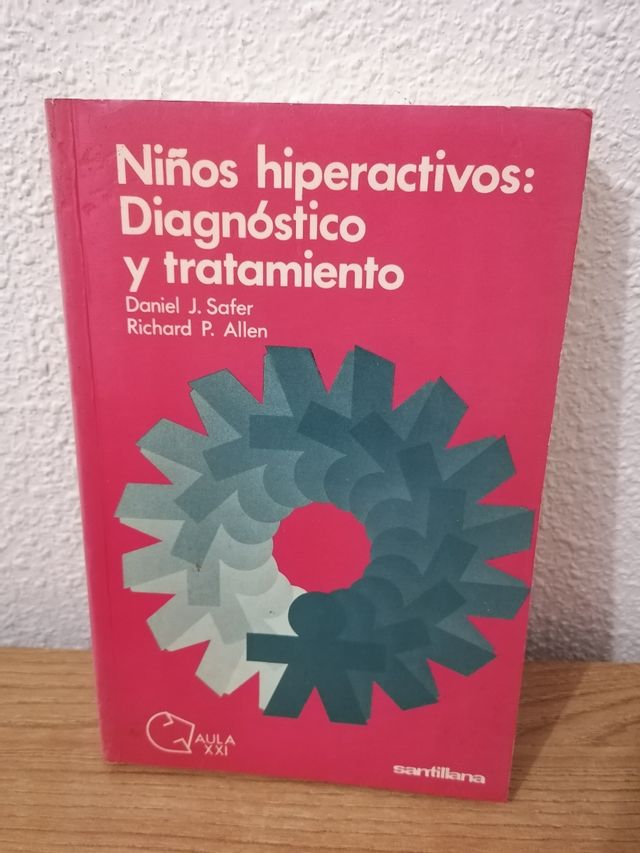 Niños hiperactivos:
Diagnóstico
y tratamiento
Daniel J. Safer
Richard P. Allen
AULA
XXI
santillana